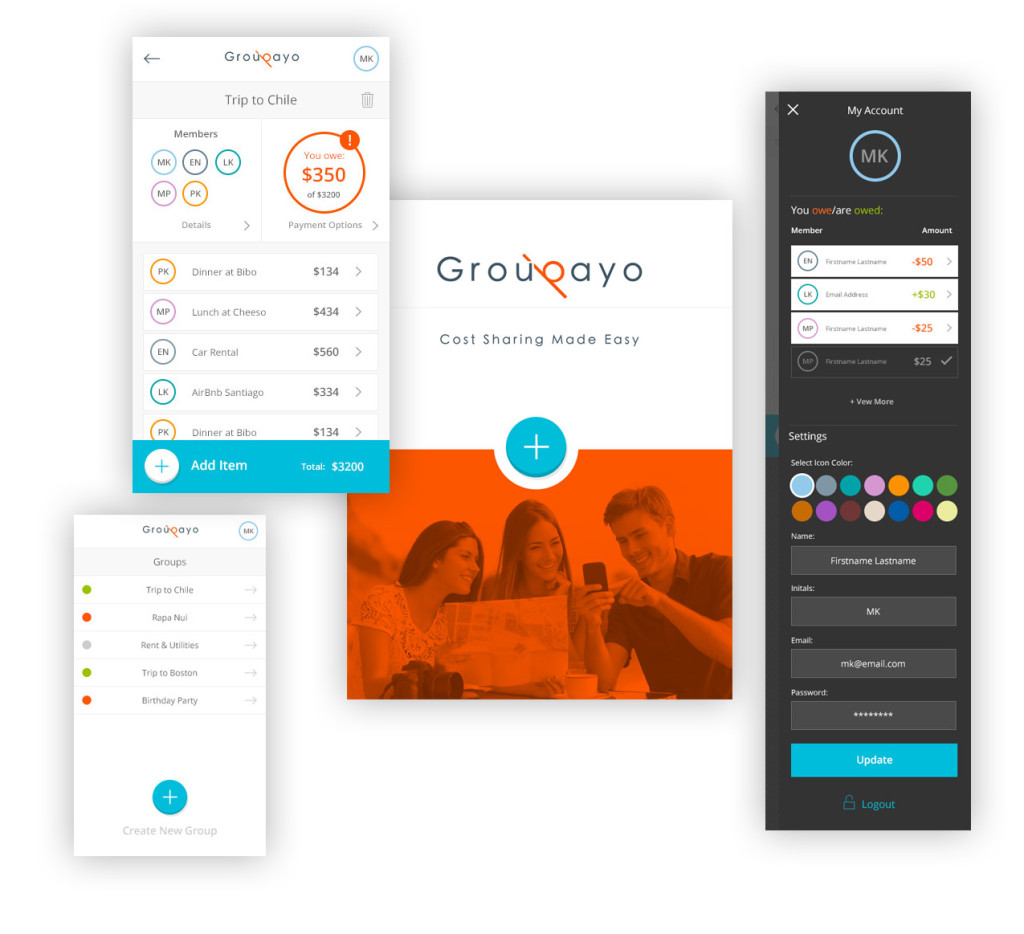 Groupayo
MK
Trip to Chile
Members
MK EN LK
MP PK
Details
!
You owe:
$350
of $3200
Payment Options
PK Dinner at Bibo $134
MP Lunch at Cheeso $434
EN Car Rental $560
LK AirBnb Santiago $334
PK Dinner at Bibo $134
+ Add Item Total: $3200
Groupayo
Cost Sharing Made Easy
+
Groupayo
MK
Groups
Trip to Chile
Rapa Nui
Rent & Utilities
Trip to Boston
Birthday Party
+
Create New Group
My Account
MK
You owe/are owed:
Member Amount
EN Firstname Lastname -$50
LK Email Address +$30
MP Firstname Lastname -$25
MP Firstname Lastname $25
+ Vew More
Settings
Select Icon Color:
Name:
Firstname Lastname
Initals:
MK
Email:
mk@email.com
Password:
********
Update
Logout